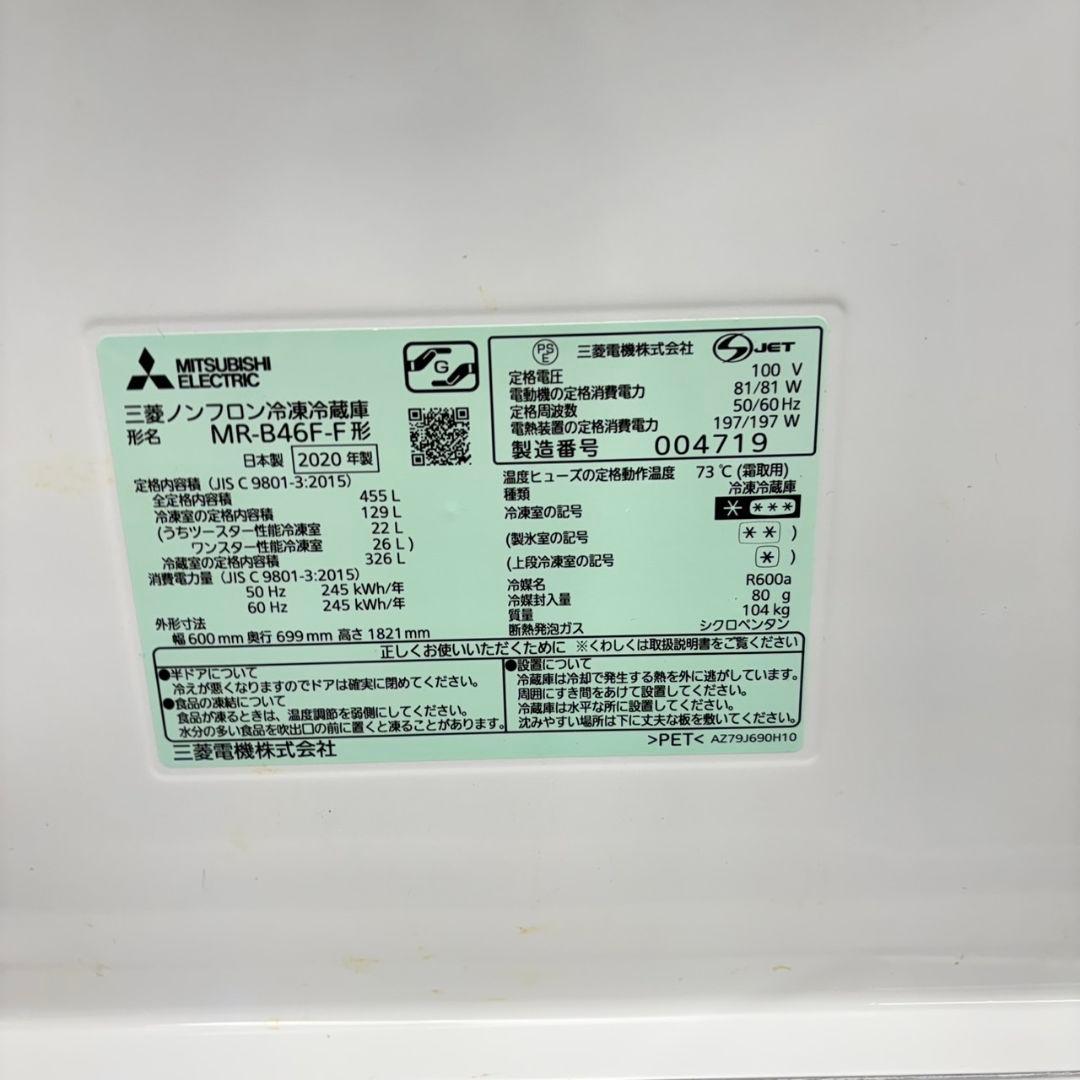 MITSUBISHI
ELECTRIC
G
三菱ノンフロン冷凍冷蔵庫
形名 MR-B46F-F形
日本製 2020 年製
定格内容積 (JIS C 9801-3:2015)
全定格内容積 455 L
冷凍室の定格内容積 129 L
(うちツースター性能冷凍室 22 L
ワンスター性能冷凍室 26 L)
冷蔵室の定格内容積 326 L
消費電力量 (JIS C 9801-3:2015)
50 Hz 245 kWh/年
60 Hz 245 kWh/年
外形寸法
幅 600 mm 奥行 699 mm 高さ 1821 mm
PS
E 三菱電機株式会社 S JET
定格電圧 100 V
電動機の定格消費電力 81/81 W
定格周波数 50/60 Hz
電熱装置の定格消費電力 197/197 W
製造番号 004719
温度ヒューズの定格動作温度 73 ℃ (霜取用)
種類 冷凍冷蔵庫
冷凍室の記号 * ***
(製氷室の記号 ** )
(上段冷凍室の記号 * )
冷媒名 R600a
冷媒封入量 80 g
質量 104 kg
断熱発泡ガス シクロペンタン
正しくお使いいただくために ※くわしくは取扱説明書をご覧ください
●半ドアについて
冷えが悪くなりますのでドアは確実に閉めてください。
●食品の凍結について
食品が凍るときは、温度調節を弱側にしてください。
水分の多い食品を吹出口の前に置くと凍ることがあります。
●設置について
冷蔵庫は冷却で発生する熱を外に逃がしています。
周囲にすき間をあけて設置してください。
冷蔵庫は水平な所に設置してください。
沈みやすい場所は下に丈夫な板を敷いてください。
三菱電機株式会社
>PET< AZ79J690H10